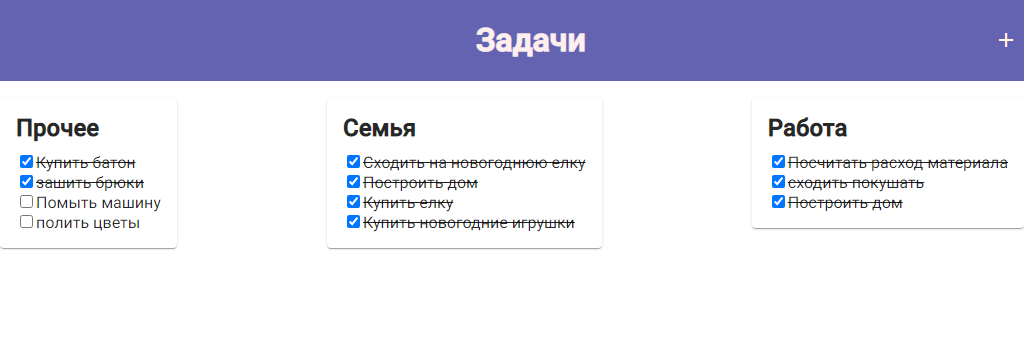 Задачи
+
Прочее
Купить батон
зашить брюки
Помыть машину
полить цветы
Семья
Сходить на новогоднюю елку
Построить дом
Купить елку
Купить новогодние игрушки
Работа
Посчитать расход материала
сходить покушать
Построить дом